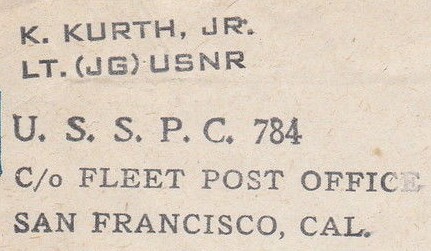 K. KURTH, JR.
LT. (JG) USNR
U. S. S. P. C. 784
C/o FLEET POST OFFICE
SAN FRANCISCO, CAL.